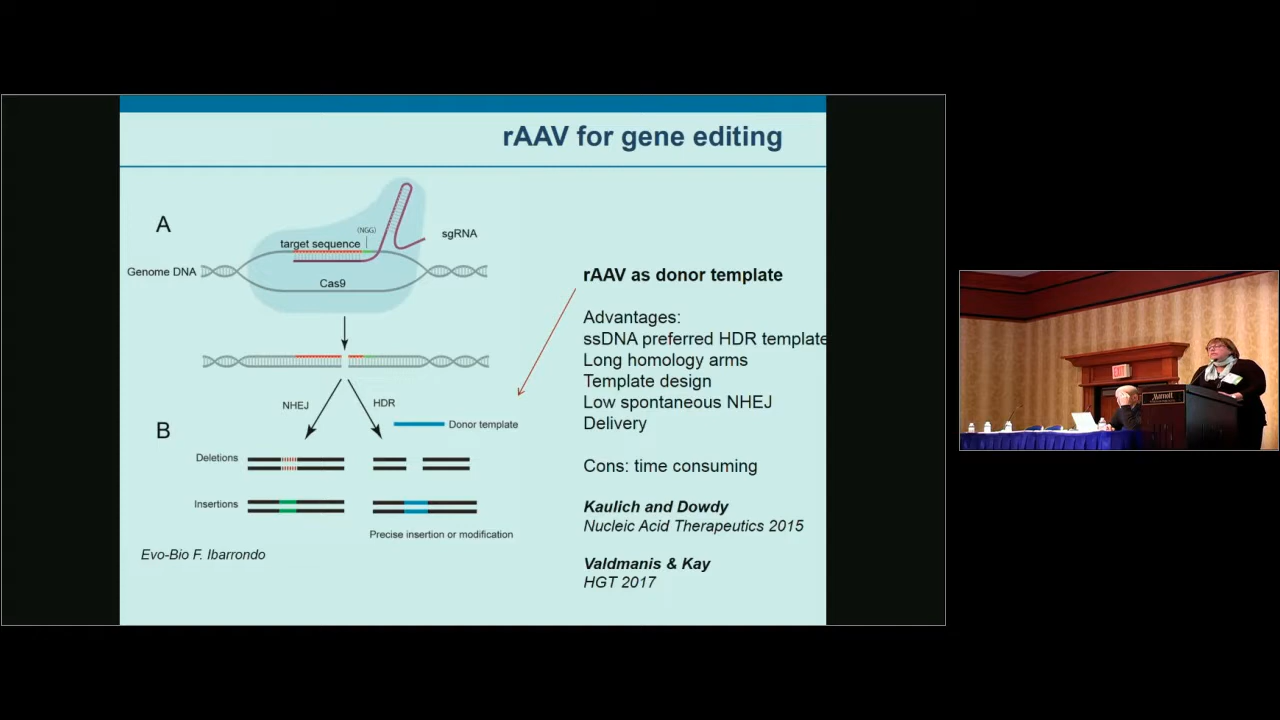 rAAV for gene editing
A
(NGG)
target sequence
sgRNA
Genome DNA
Cas9
NHEJ
HDR
B
Donor template
Deletions
Insertions
Precise insertion or modification
Evo-Bio F. Ibarrondo
rAAV as donor template
Advantages:
ssDNA preferred HDR template
Long homology arms
Template design
Low spontaneous NHEJ
Delivery
Cons: time consuming
Kaulich and Dowdy
Nucleic Acid Therapeutics 2015
Valdmanis & Kay
HGT 2017
EXIT
Marriott